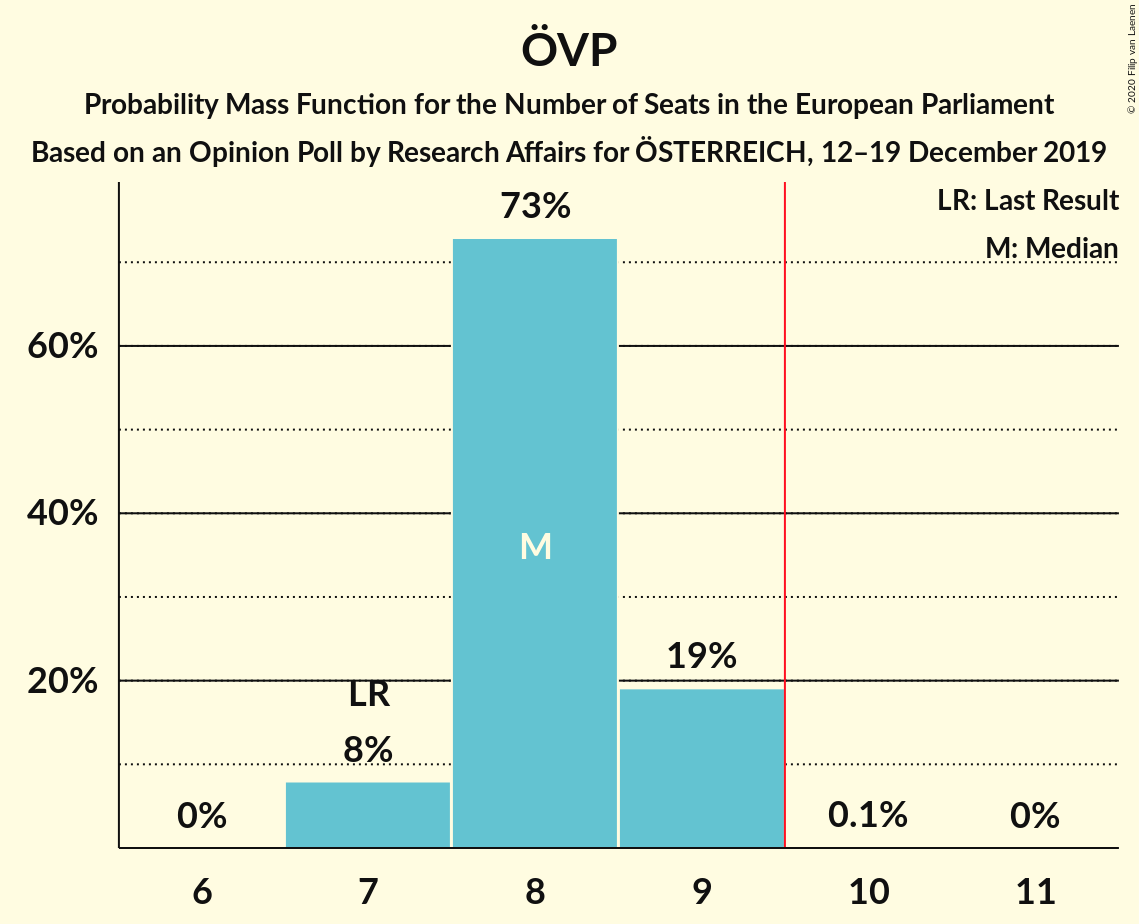 ÖVP
Probability Mass Function for the Number of Seats in the European Parliament
Based on an Opinion Poll by Research Affairs for ÖSTERREICH, 12–19 December 2019
© 2020 Filip van Laenen
LR: Last Result
M: Median
73%
60%
40%
M
19%
20%
LR
8%
0%
0.1%
0%
6
7
8
9
10
11